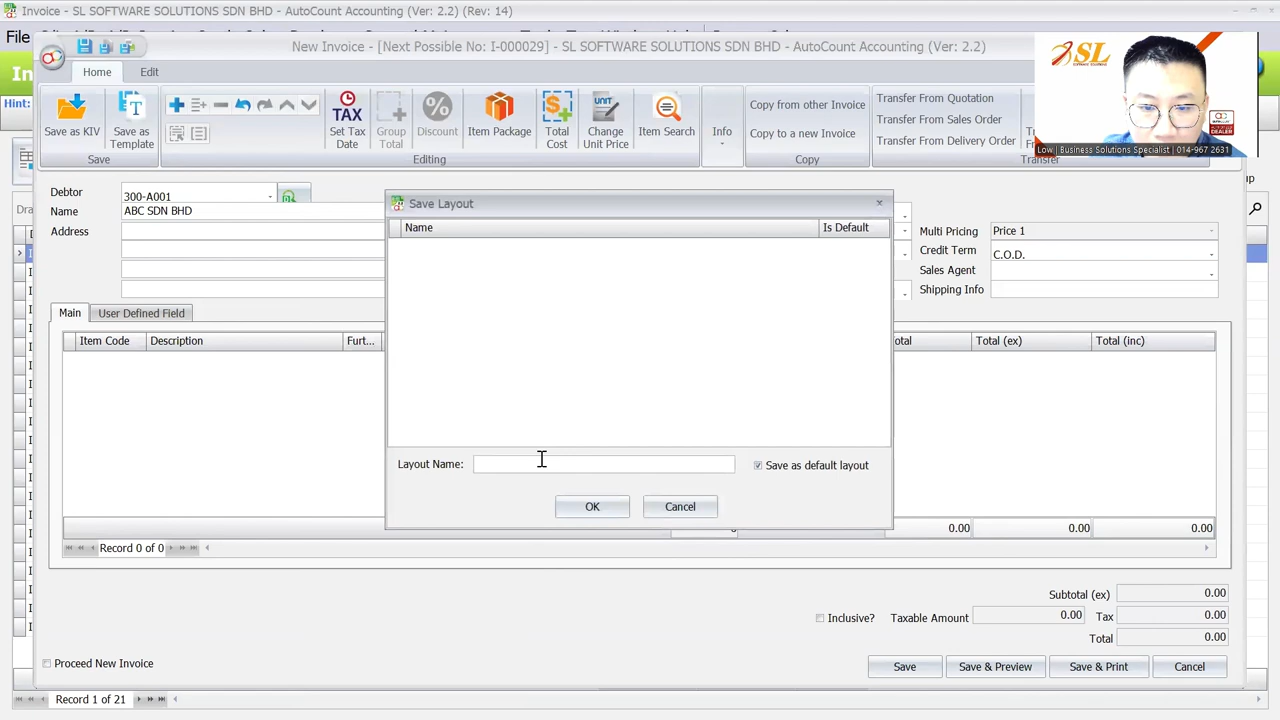 Invoice - SL SOFTWARE SOLUTIONS SDN BHD - AutoCount Accounting (Ver: 2.2) (Rev: 14)
File
New Invoice - [Next Possible No: I-000029] - SL SOFTWARE SOLUTIONS SDN BHD - AutoCount Accounting (Ver: 2.2)
SL
In
Home
Edit
Hint:
Save as KIV
Save as Template
Save
Set Tax Date
Group Total
Discount
Item Package
Total Cost
Change Unit Price
Item Search
Editing
Info
Copy from other Invoice
Copy to a new Invoice
Copy
Transfer From Quotation
Transfer From Sales Order
Transfer From Delivery Order
Transfer
Low | Business Solutions Specialist | 014-967 2631
Debtor
300-A001
Name
ABC SDN BHD
Address
Save Layout
Name
Is Default
Multi Pricing
Price 1
Credit Term
C.O.D.
Sales Agent
Shipping Info
Main
User Defined Field
Item Code
Description
Furt...
Total (ex)
Total (inc)
Layout Name:
Save as default layout
OK
Cancel
0.00
0.00
0.00
Record 0 of 0
Subtotal (ex)
0.00
Inclusive?
Taxable Amount
0.00
Tax
0.00
Total
0.00
Proceed New Invoice
Save
Save & Preview
Save & Print
Cancel
Record 1 of 21